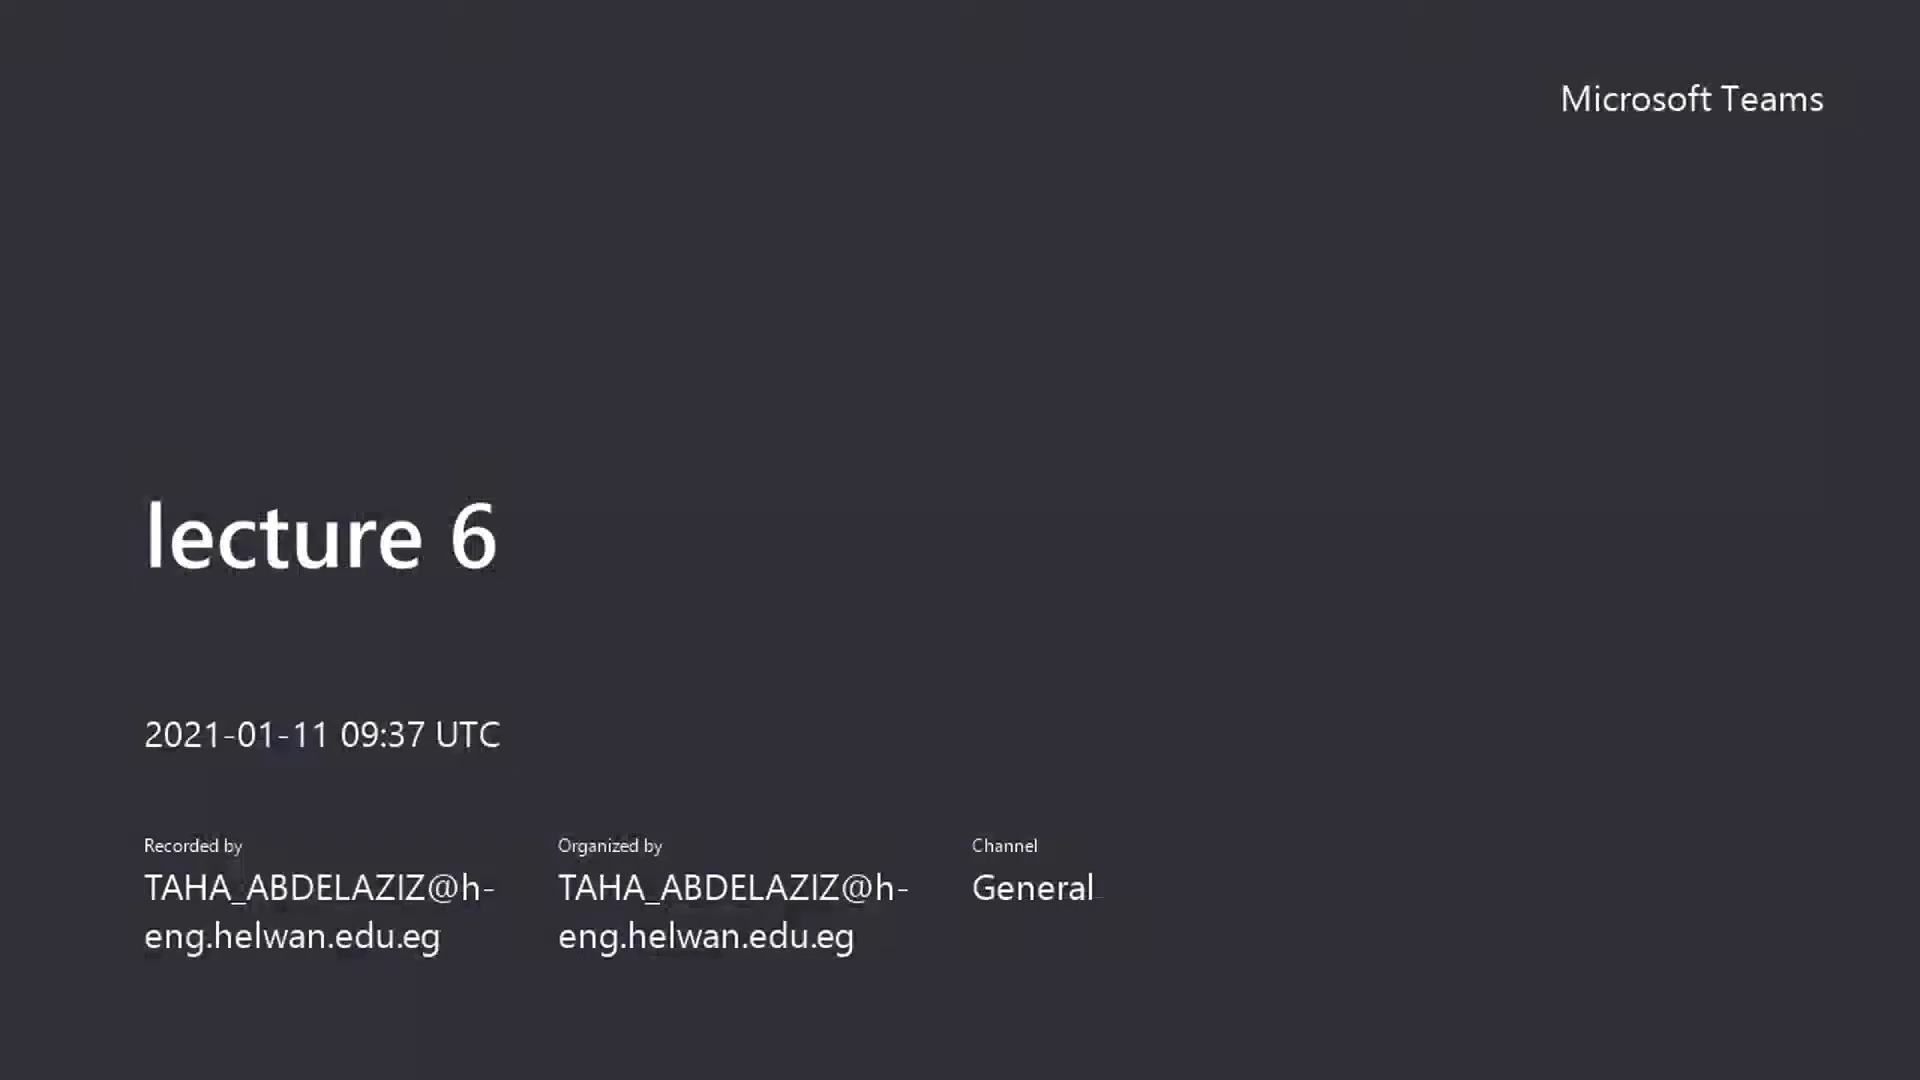 Microsoft Teams
lecture 6
2021-01-11 09:37 UTC
Recorded by
TAHA_ABDELAZIZ@h-
eng.helwan.edu.eg
Organized by
TAHA_ABDELAZIZ@h-
eng.helwan.edu.eg
Channel
General